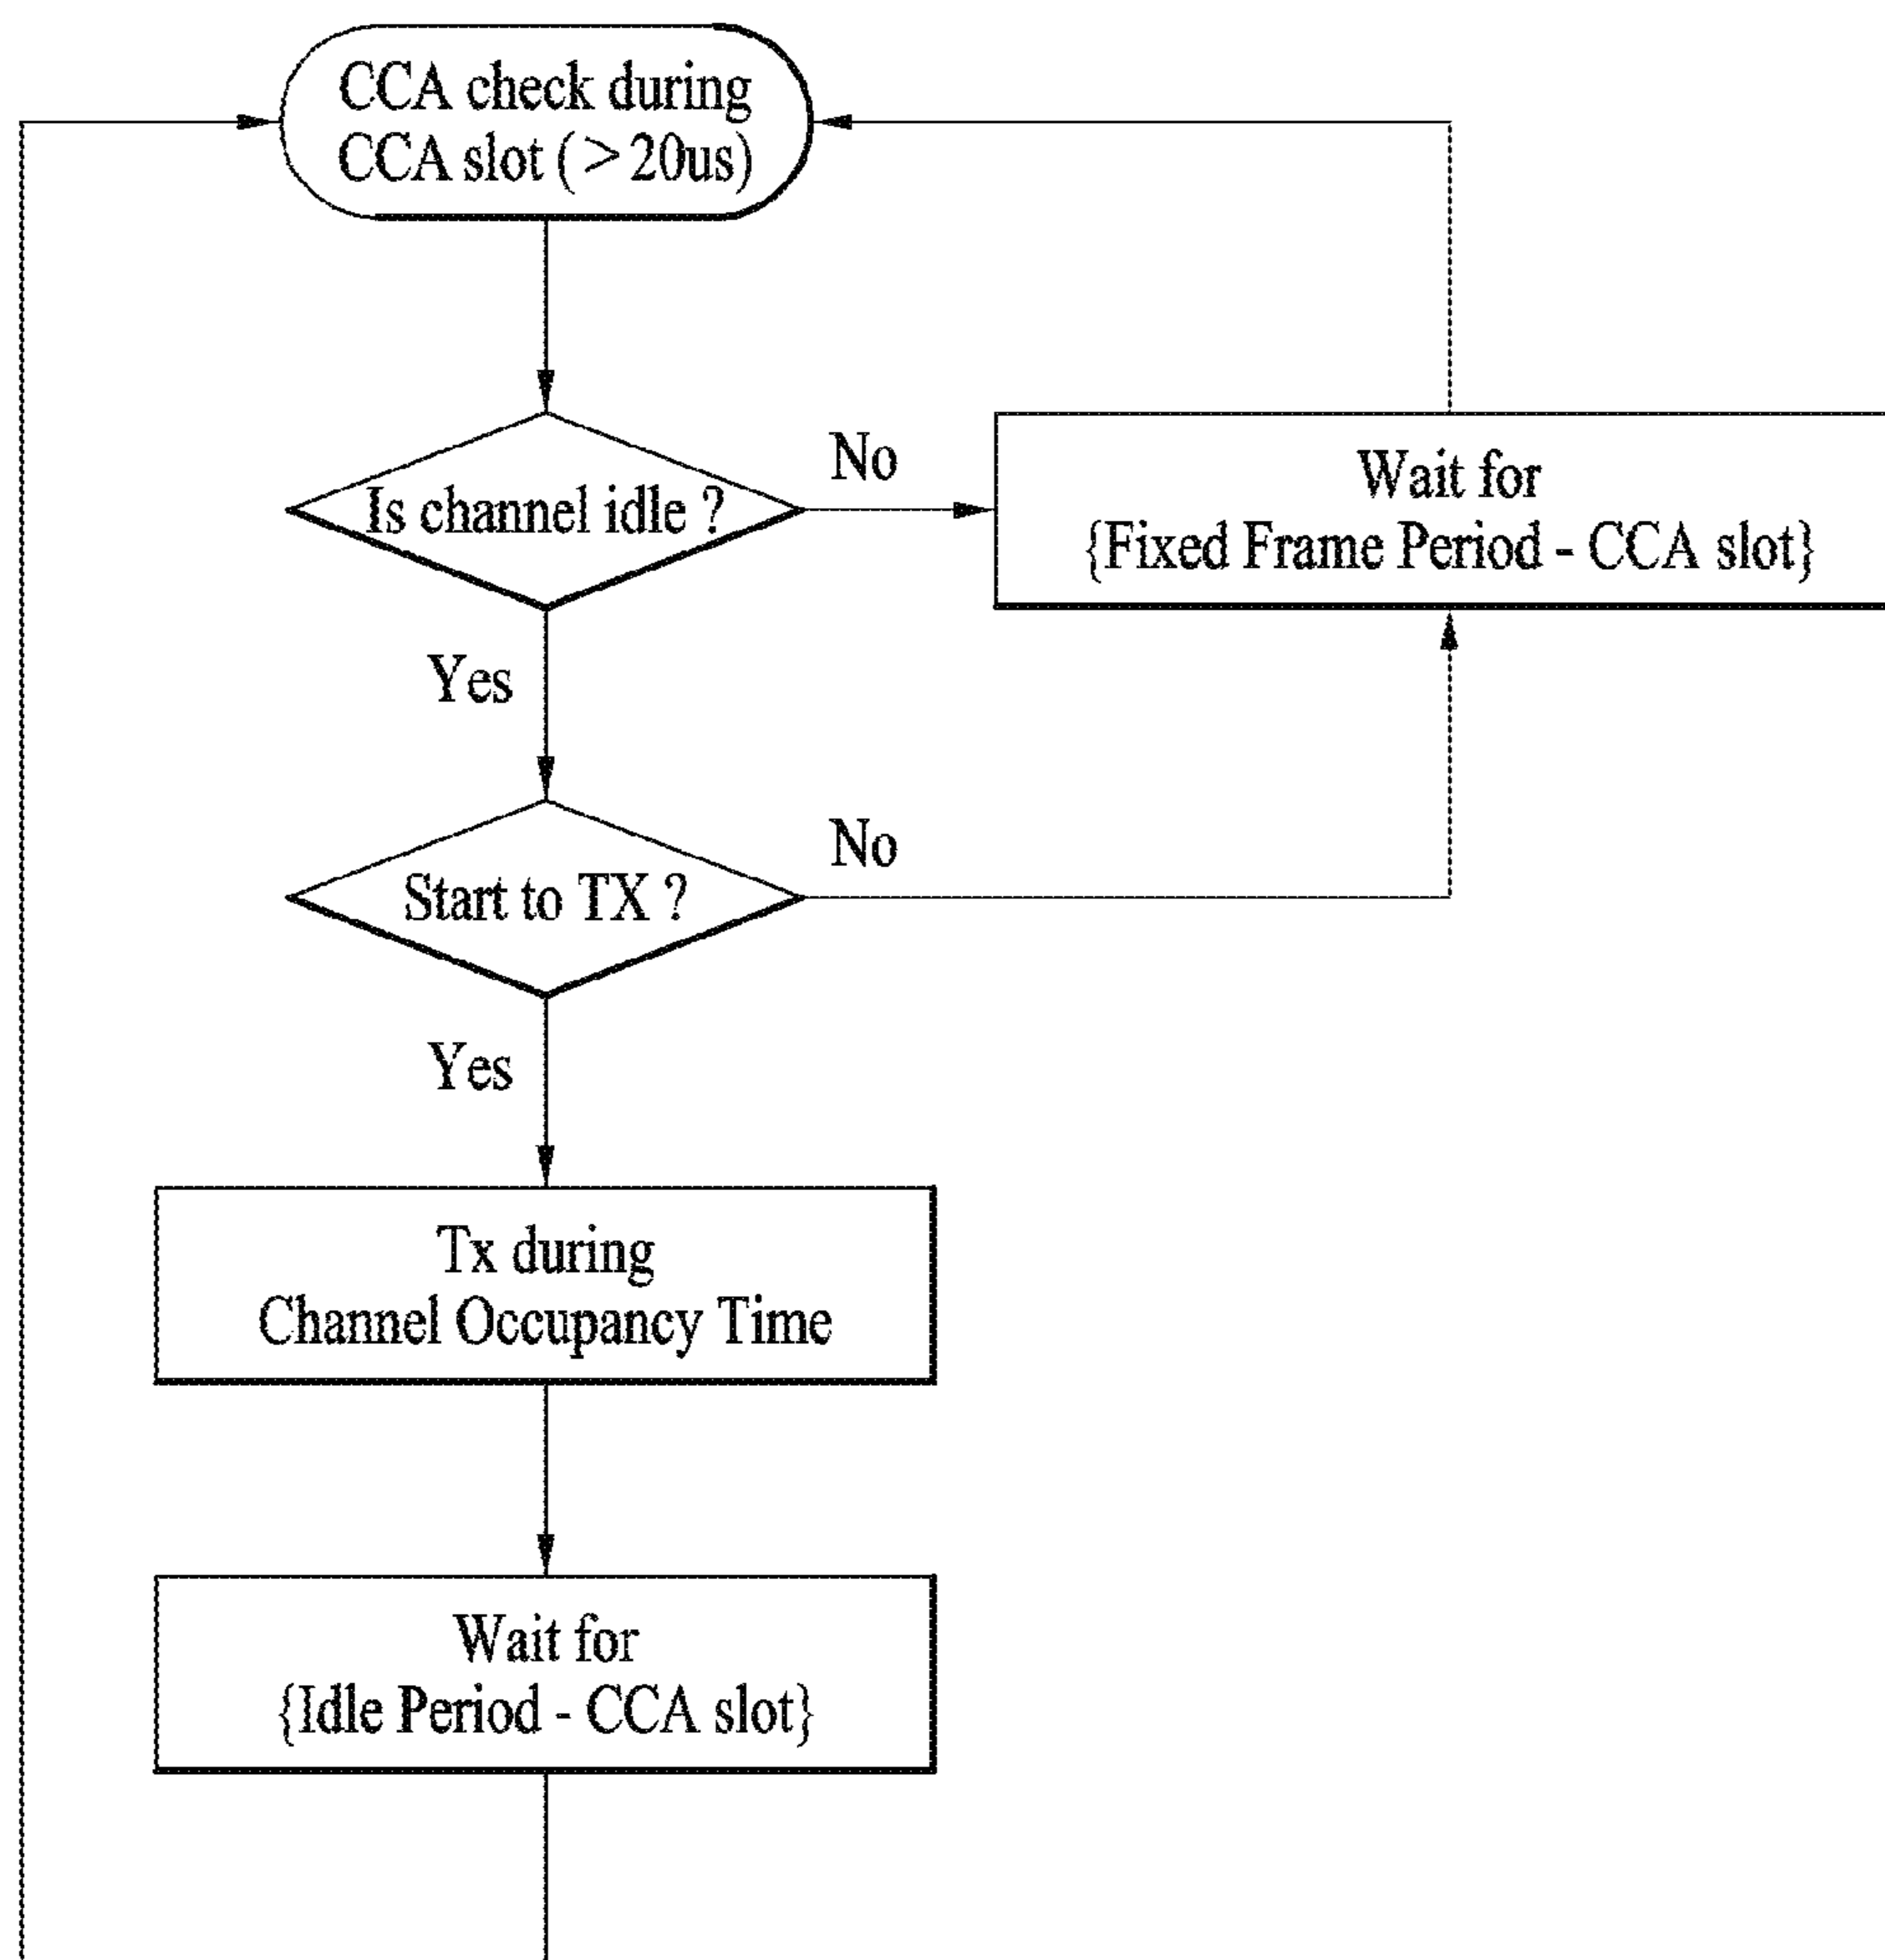 CCA check during
CCA slot ( >20us)
Is channel idle ?
No
Wait for
{Fixed Frame Period - CCA slot}
Yes
Start to TX ?
No
Yes
Tx during
Channel Occupancy Time
Wait for
{Idle Period - CCA slot}